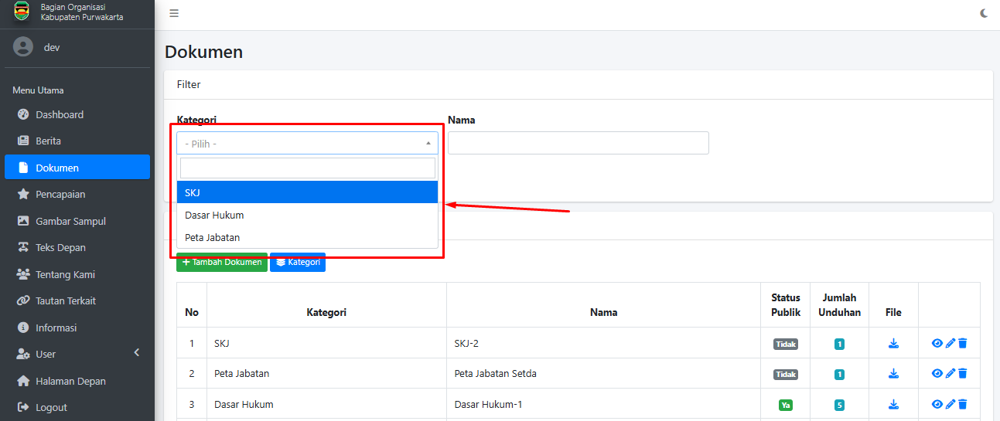 Bagian Organisasi
Kabupaten Purwakarta
dev
Menu Utama
Dashboard
Berita
Dokumen
Pencapaian
Gambar Sampul
Teks Depan
Tentang Kami
Tautan Terkait
Informasi
User
Halaman Depan
Logout
Dokumen
Filter
Kategori Nama
- Pilih -
SKJ
Dasar Hukum
Peta Jabatan
Tambah Dokumen Kategori
No Kategori Nama Status Publik Jumlah Unduhan File
1 SKJ SKJ-2 Tidak 1
2 Peta Jabatan Peta Jabatan Setda Tidak 1
3 Dasar Hukum Dasar Hukum-1 Ya 5